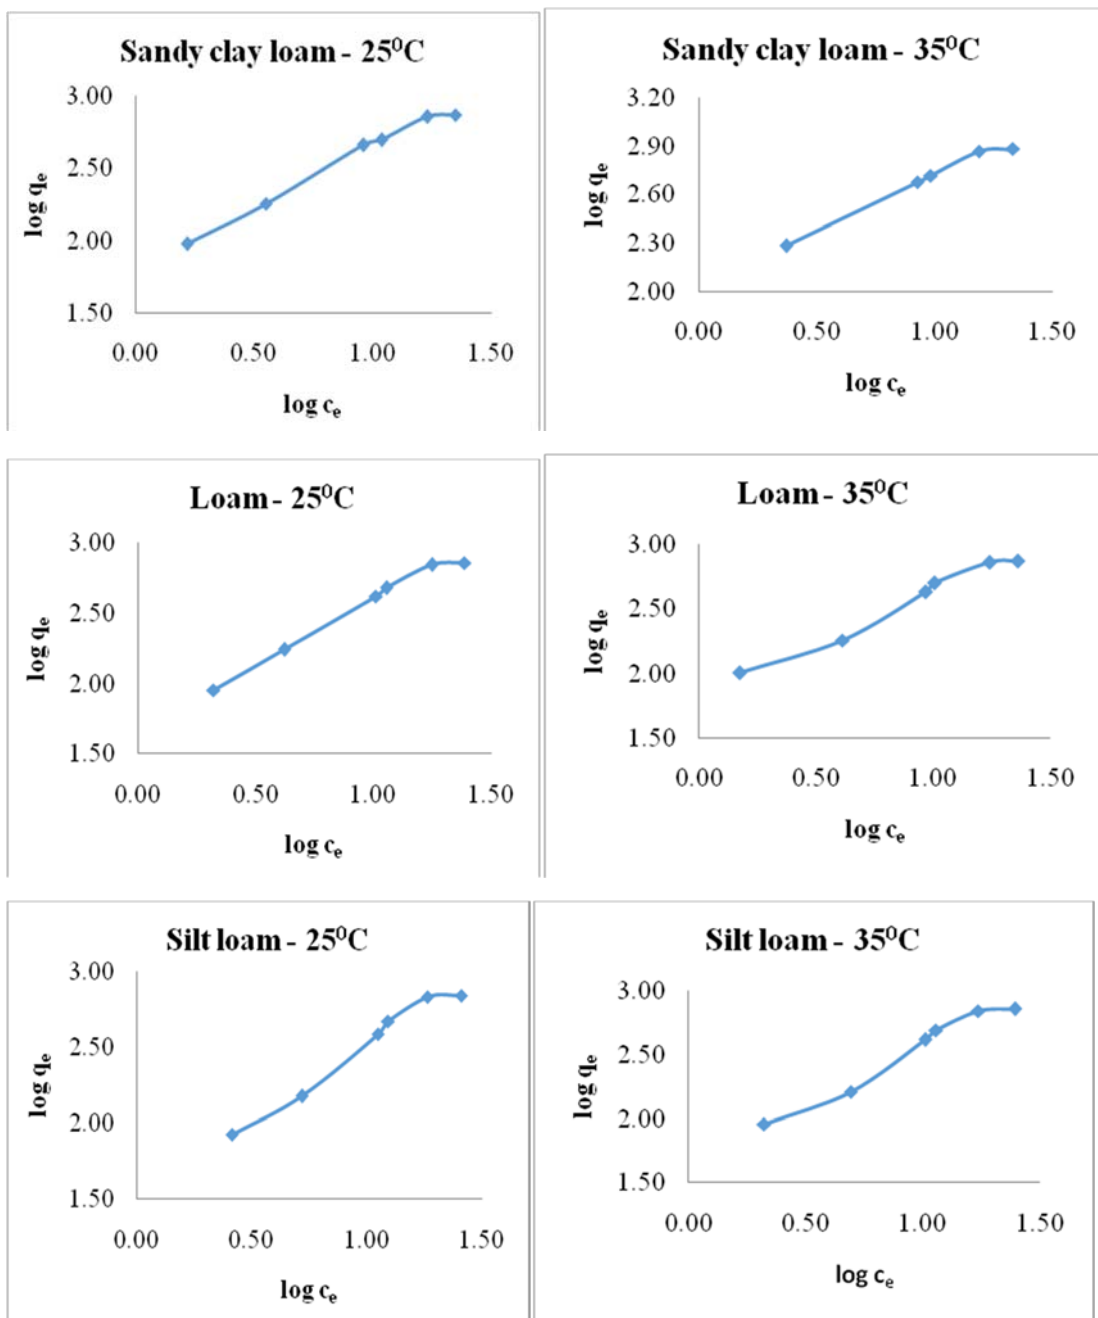 Sandy clay loam - 25⁰C
3.00
2.50
2.00
1.50
log qₑ
0.00 0.50 1.00 1.50
log cₑ
Sandy clay loam - 35⁰C
3.20
2.90
2.60
2.30
2.00
log qₑ
0.00 0.50 1.00 1.50
log cₑ
Loam - 25⁰C
3.00
2.50
2.00
1.50
log qₑ
0.00 0.50 1.00 1.50
log cₑ
Loam - 35⁰C
3.00
2.50
2.00
1.50
log qₑ
0.00 0.50 1.00 1.50
log cₑ
Silt loam - 25⁰C
3.00
2.50
2.00
1.50
log qₑ
0.00 0.50 1.00 1.50
log cₑ
Silt loam - 35⁰C
3.00
2.50
2.00
1.50
log qₑ
0.00 0.50 1.00 1.50
log cₑ